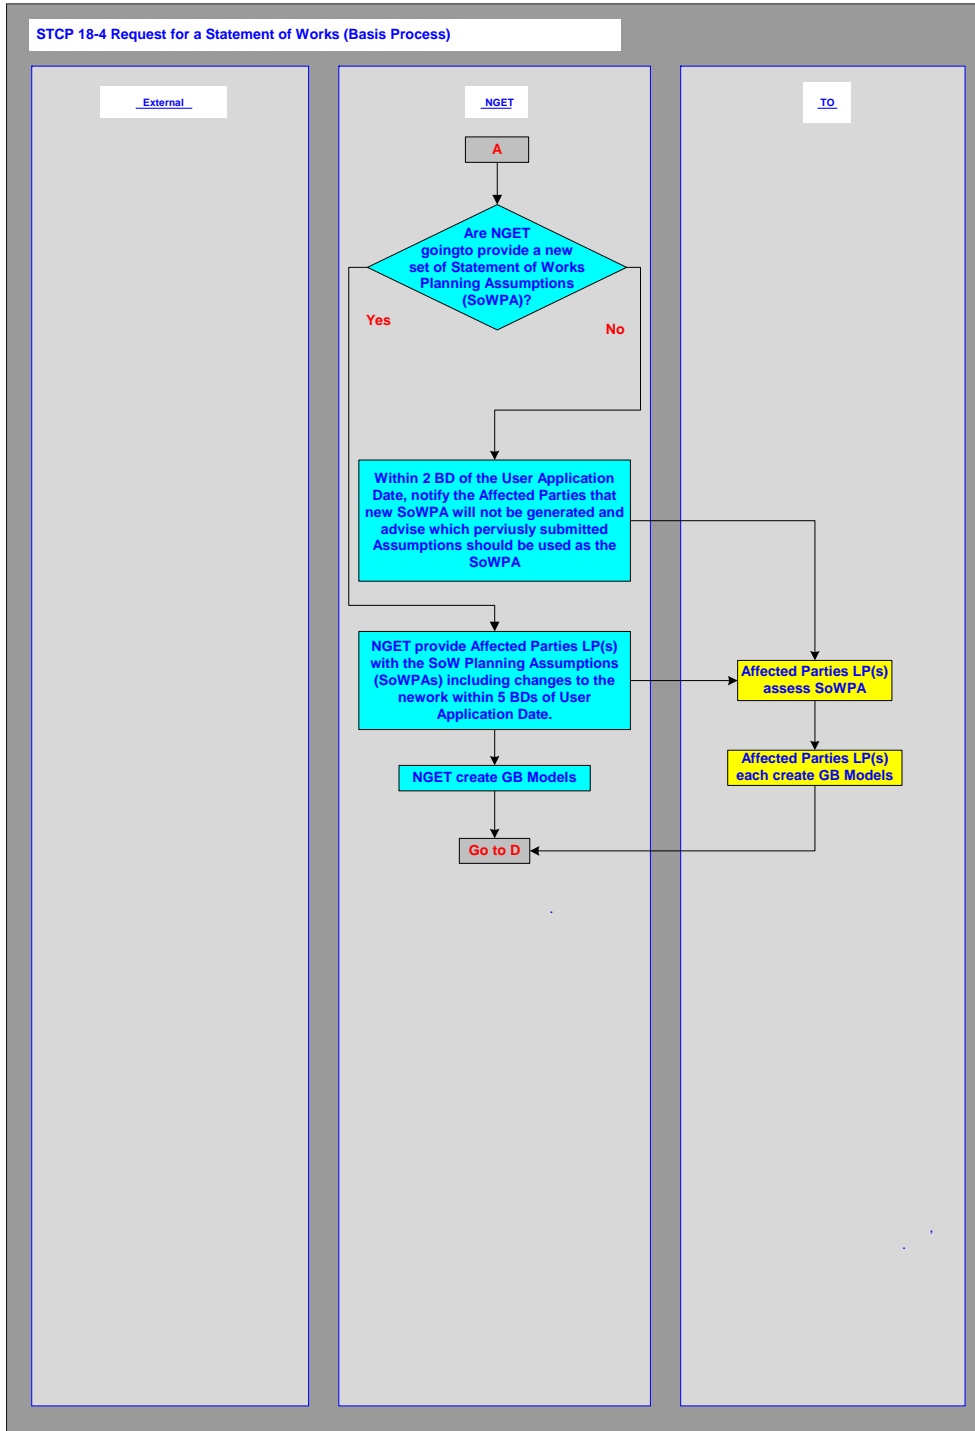 STCP 18-4 Request for a Statement of Works (Basis Process)
External
NGET
TO
A
Are NGET
goingto provide a new
set of Statement of Works
Planning Assumptions
(SoWPA)?
Yes
No
Within 2 BD of the User Application
Date, notify the Affected Parties that
new SoWPA will not be generated and
advise which perviusly submitted
Assumptions should be used as the
SoWPA
NGET provide Affected Parties LP(s)
with the SoW Planning Assumptions
(SoWPAs) including changes to the
nework within 5 BDs of User
Application Date.
Affected Parties LP(s)
assess SoWPA
NGET create GB Models
Affected Parties LP(s)
each create GB Models
Go to D